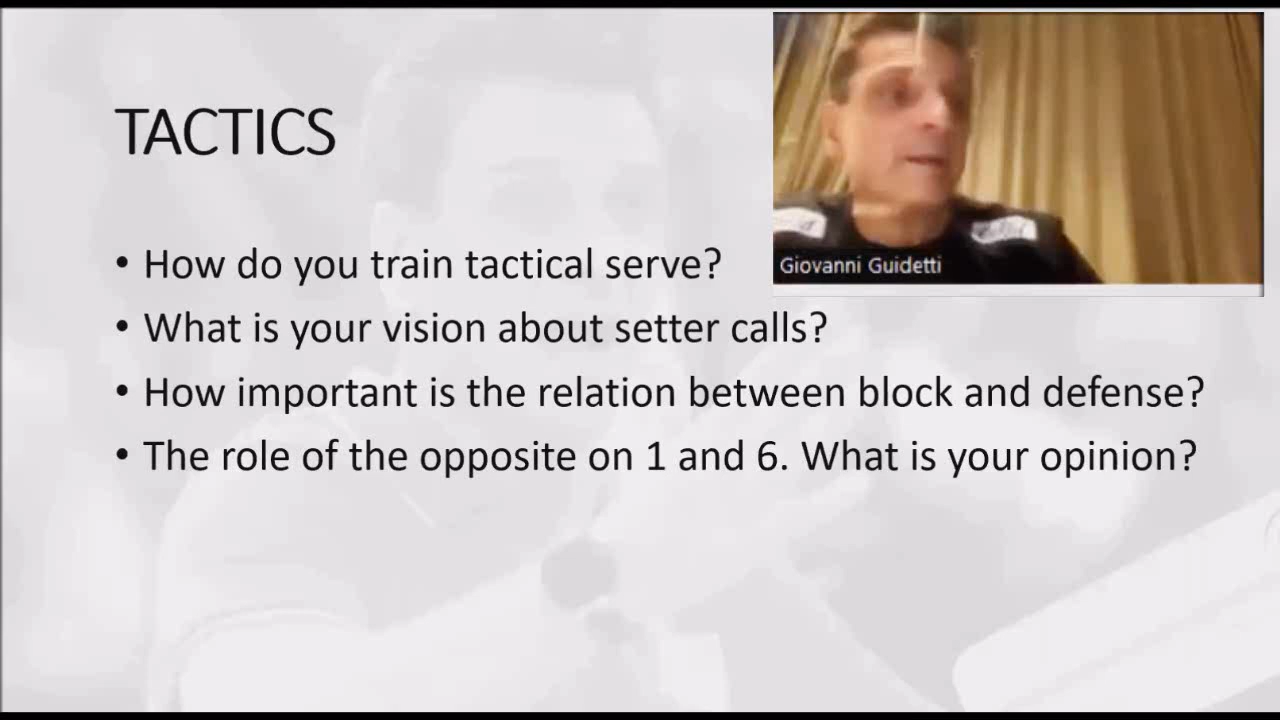 TACTICS
• How do you train tactical serve?
• What is your vision about setter calls?
• How important is the relation between block and defense?
• The role of the opposite on 1 and 6. What is your opinion?
Giovanni Guidetti